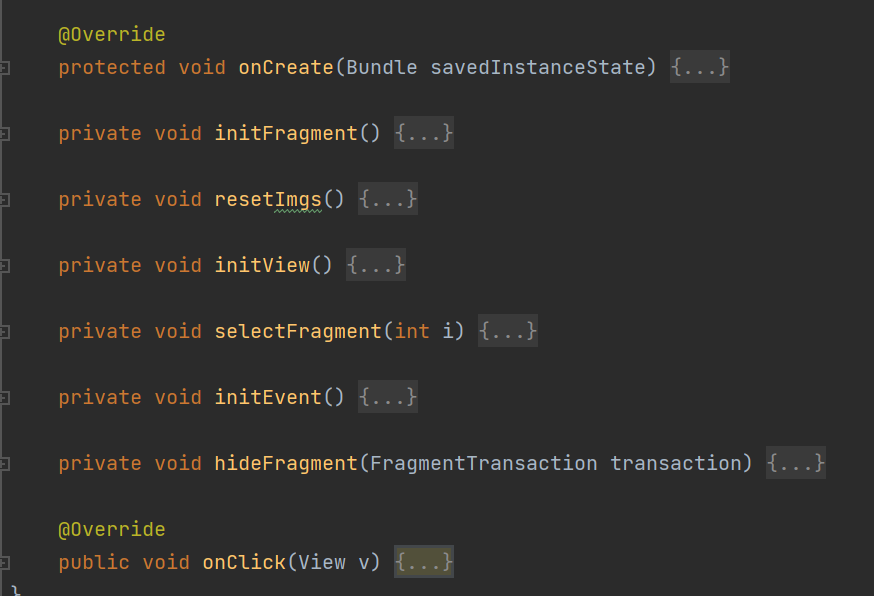 @Override
protected void onCreate(Bundle savedInstanceState) {...}
private void initFragment() {...}
private void resetImgs() {...}
private void initView() {...}
private void selectFragment(int i) {...}
private void initEvent() {...}
private void hideFragment(FragmentTransaction transaction) {...}
@Override
public void onClick(View v) {...}
}